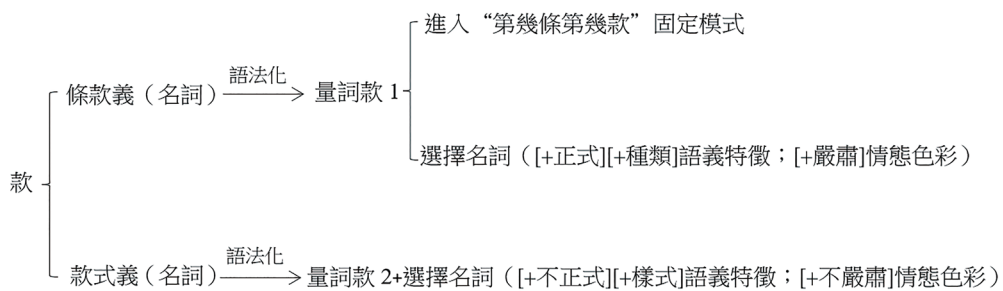 進入“第幾條第幾款”固定模式
語法化
條款義（名詞）
量詞款 1
選擇名詞（[+正式][+種類]語義特徵；[+嚴肅]情態色彩）
款
語法化
款式義（名詞）
量詞款 2+選擇名詞（[+不正式][+樣式]語義特徵；[+不嚴肅]情態色彩）